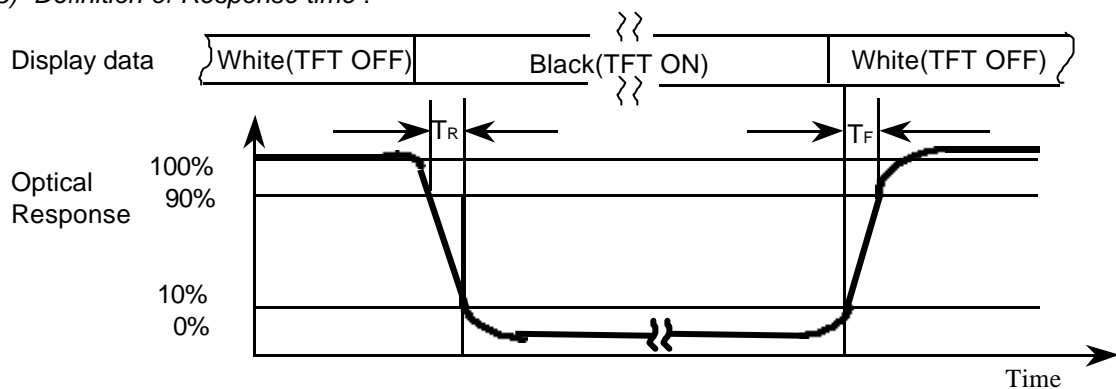 Definition of Response time :
Display data
White(TFT OFF)
Black(TFT ON)
White(TFT OFF)
TR
TF
100%
Optical
Response
90%
10%
0%
Time